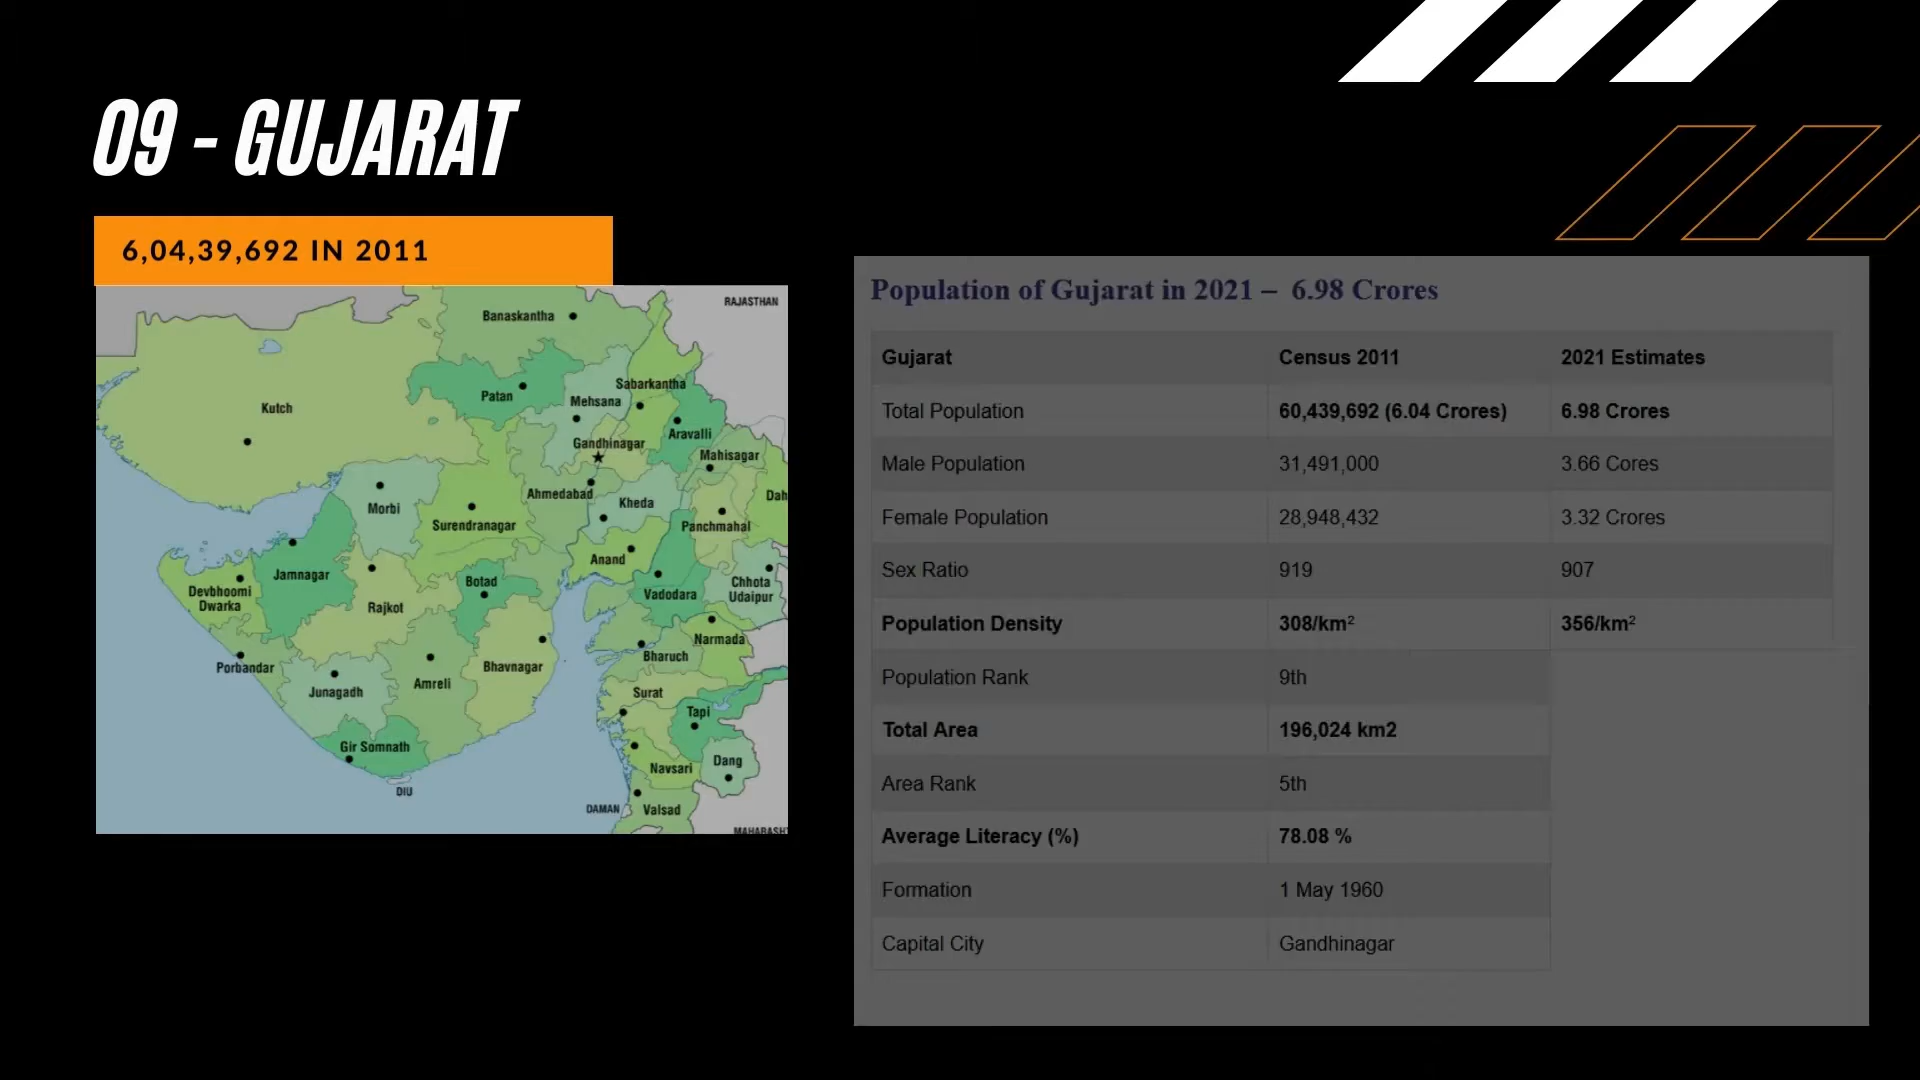 09 - GUJARAT
6,04,39,692 IN 2011
RAJASTHAN
Banaskantha
Sabarkantha
Patan
Mehsana
Kutch
Aravalli
Gandhinagar
Mahisagar
Ahmedabad
Dah
Kheda
Morbi
Surendranagar
Panchmahal
Anand
Jamnagar
Botad
Chhota
Udaipur
Devbhoomi
Dwarka
Vadodara
Rajkot
Narmada
Bharuch
Porbandar
Bhavnagar
Junagadh
Amreli
Surat
Tapi
Gir Somnath
Dang
Navsari
DIU
DAMAN
Valsad
MAHARASHT
Population of Gujarat in 2021 – 6.98 Crores
Gujarat Census 2011 2021 Estimates
Total Population 60,439,692 (6.04 Crores) 6.98 Crores
Male Population 31,491,000 3.66 Cores
Female Population 28,948,432 3.32 Crores
Sex Ratio 919 907
Population Density 308/km² 356/km²
Population Rank 9th
Total Area 196,024 km2
Area Rank 5th
Average Literacy (%) 78.08 %
Formation 1 May 1960
Capital City Gandhinagar